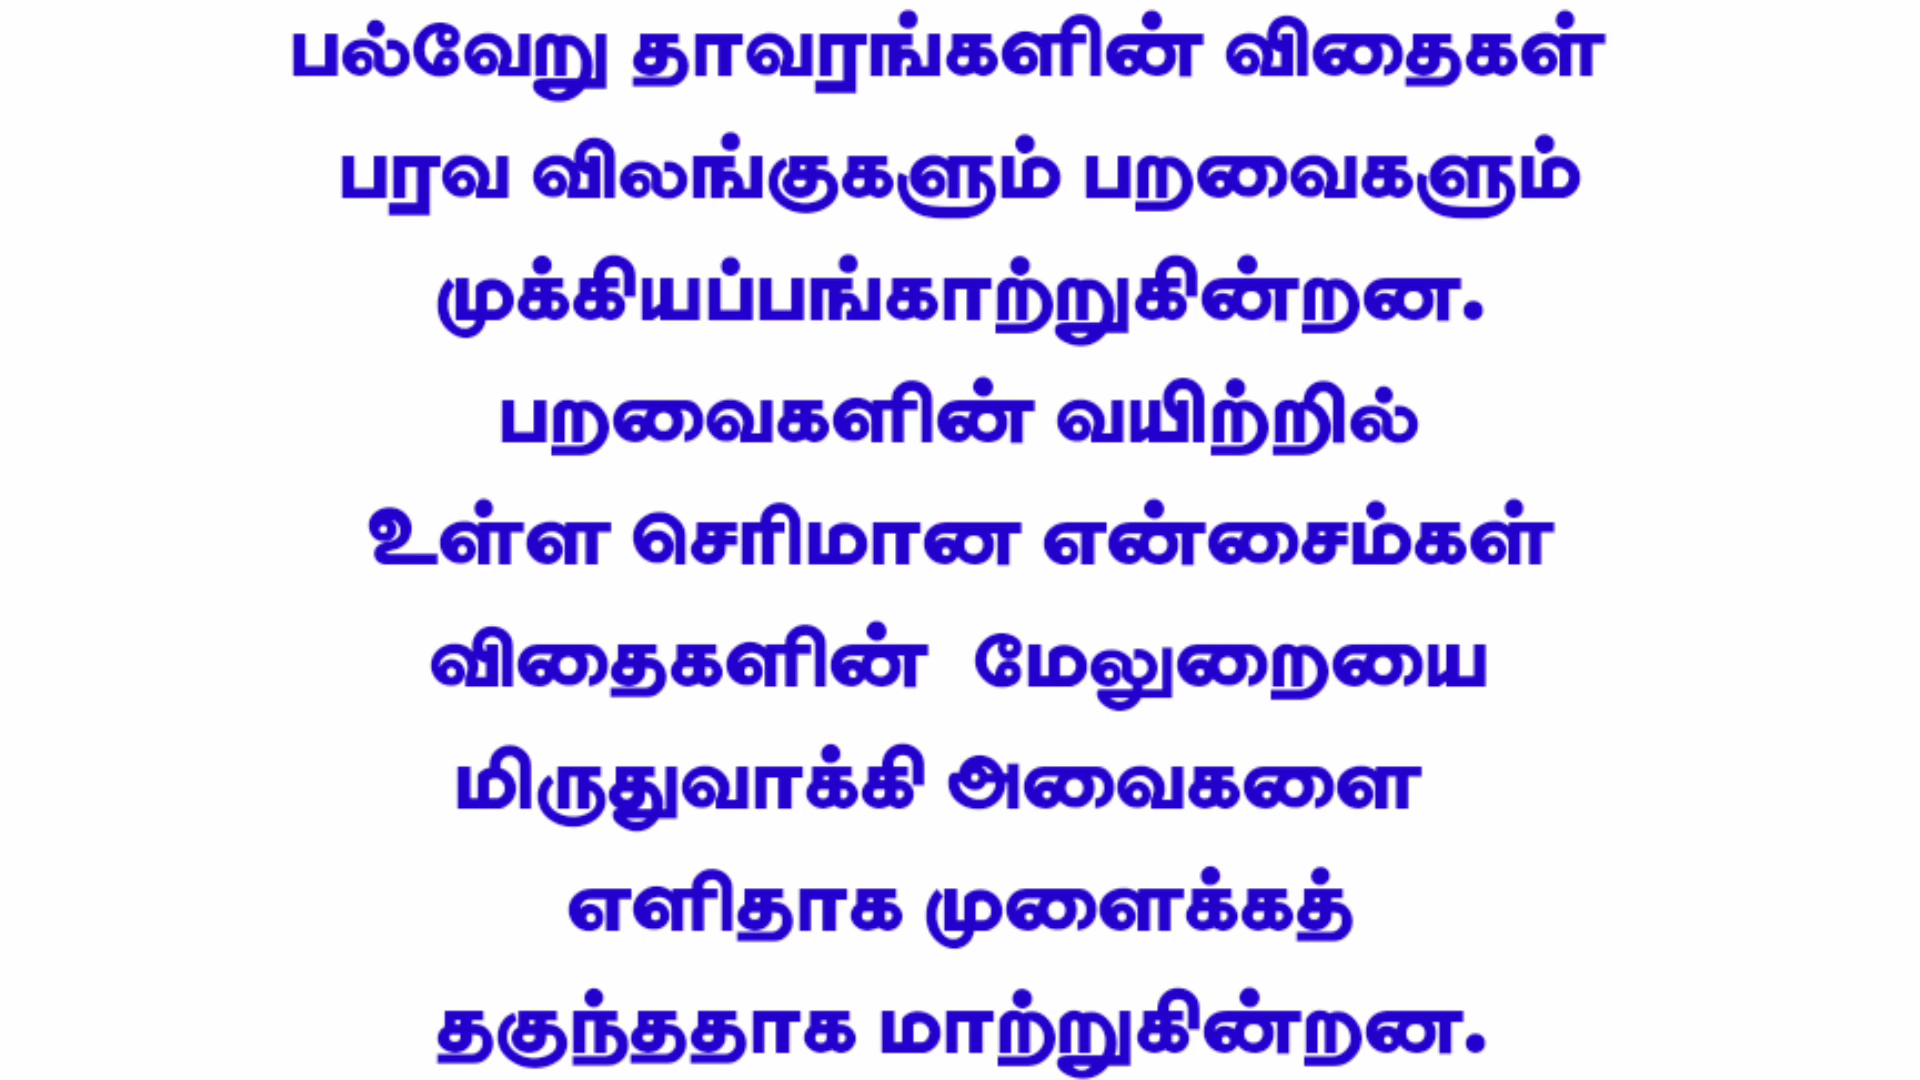 பல்வேறு தாவரங்களின் விதைகள்
பரவ விலங்குகளும் பறவைகளும்
முக்கியப்பங்காற்றுகின்றன.
பறவைகளின் வயிற்றில்
உள்ள செரிமான என்சைம்கள்
விதைகளின் மேலுறையை
மிருதுவாக்கி அவைகளை
எளிதாக முளைக்கத்
தகுந்ததாக மாற்றுகின்றன.